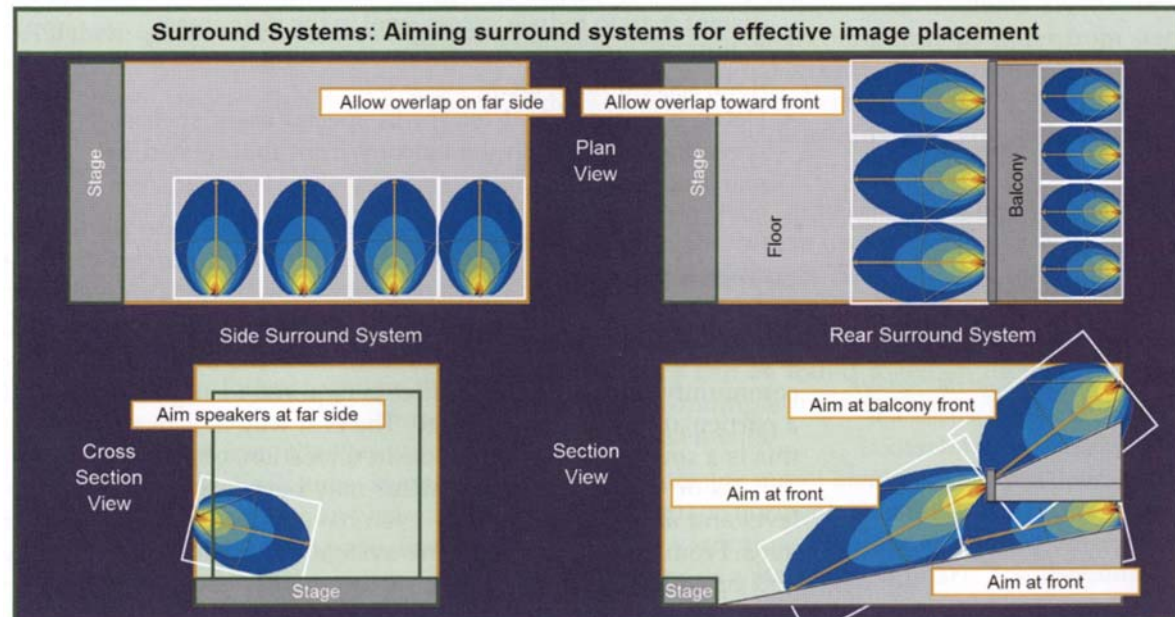 Surround Systems: Aiming surround systems for effective image placement
Allow overlap on far side
Allow overlap toward front
Stage
Plan
View
Stage
Floor
Balcony
Side Surround System
Rear Surround System
Aim speakers at far side
Cross
Section
View
Stage
Section
View
Aim at balcony front
Aim at front
Aim at front
Stage